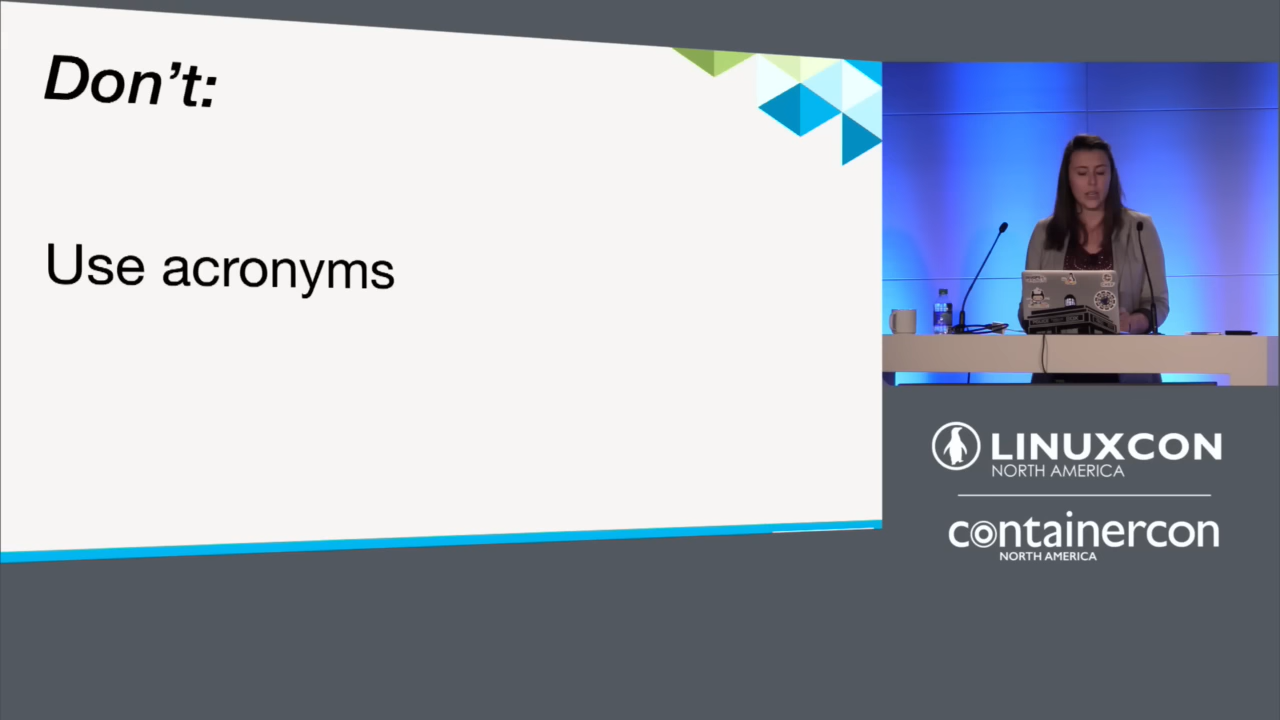 Don't:
Use acronyms
LINUXCON
NORTH AMERICA
containercon
NORTH AMERICA